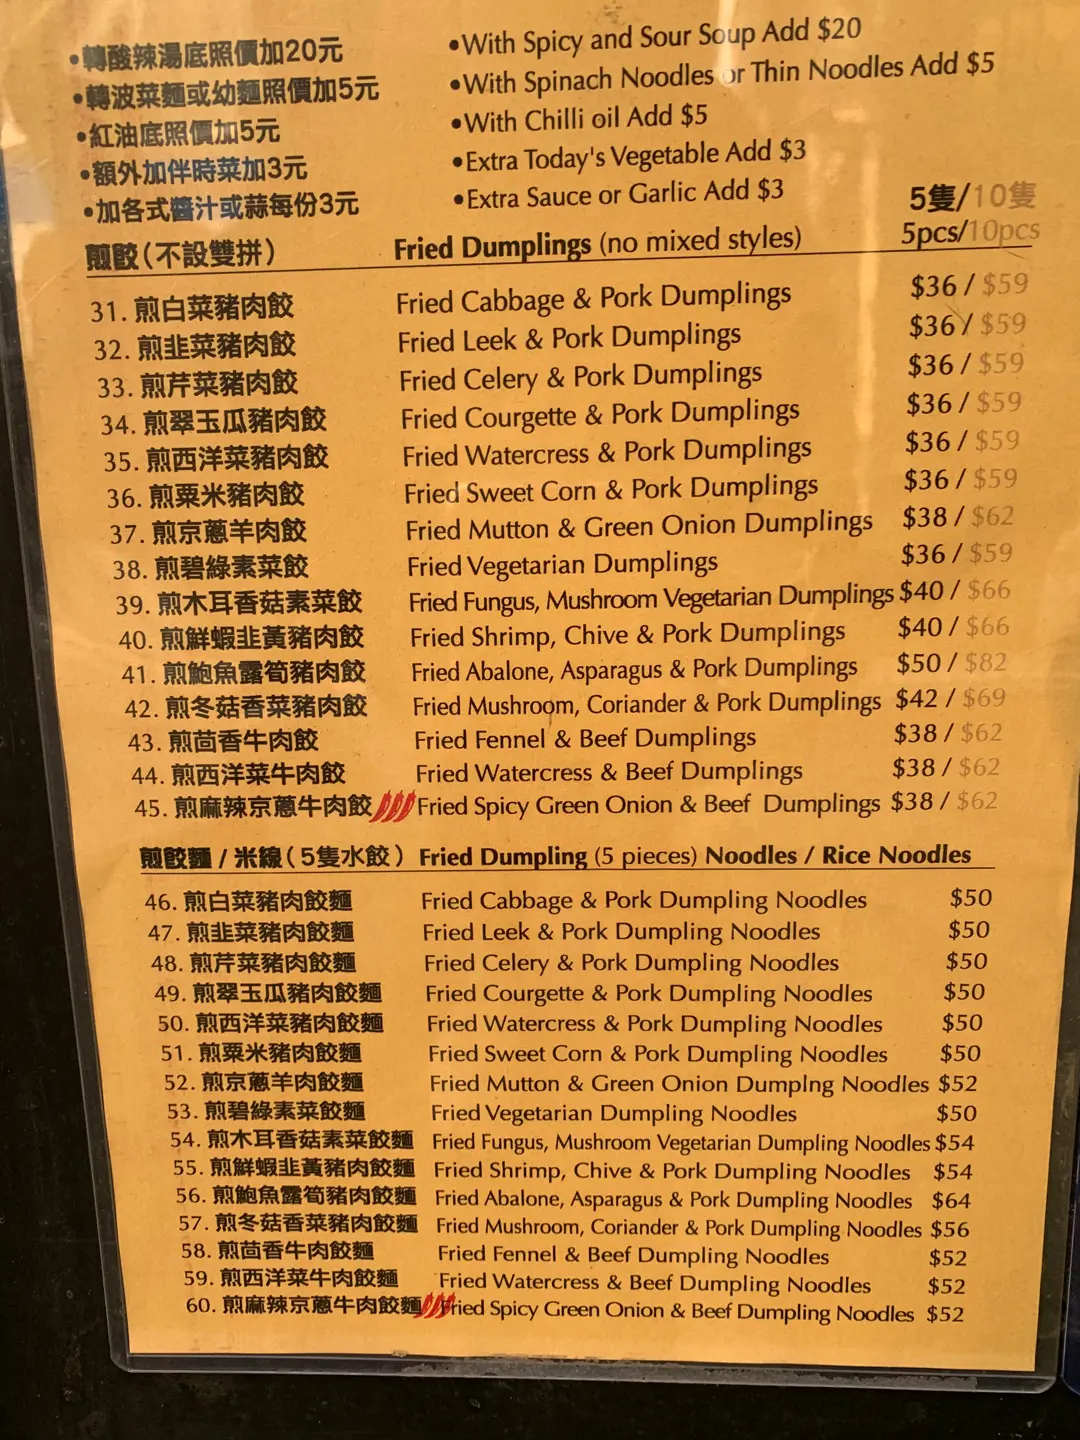 •轉酸辣湯底照價加20元 •With Spicy and Sour Soup Add $20
•轉波菜麵或幼麵照價加5元 •With Spinach Noodles or Thin Noodles Add $5
•紅油底照價加5元 •With Chilli oil Add $5
•額外加伴時菜加3元 •Extra Today's Vegetable Add $3
•加各式醬汁或蒜每份3元 •Extra Sauce or Garlic Add $3
5隻/10隻
煎餃(不設雙拼) Fried Dumplings (no mixed styles) 5pcs/10pcs
31. 煎白菜豬肉餃 Fried Cabbage & Pork Dumplings $36 / $59
32. 煎韭菜豬肉餃 Fried Leek & Pork Dumplings $36 / $59
33. 煎芹菜豬肉餃 Fried Celery & Pork Dumplings $36 / $59
34. 煎翠玉瓜豬肉餃 Fried Courgette & Pork Dumplings $36 / $59
35. 煎西洋菜豬肉餃 Fried Watercress & Pork Dumplings $36 / $59
36. 煎粟米豬肉餃 Fried Sweet Corn & Pork Dumplings $36 / $59
37. 煎京蔥羊肉餃 Fried Mutton & Green Onion Dumplings $38 / $62
38. 煎碧綠素菜餃 Fried Vegetarian Dumplings $36 / $59
39. 煎木耳香菇素菜餃 Fried Fungus, Mushroom Vegetarian Dumplings $40 / $66
40. 煎鮮蝦韭黃豬肉餃 Fried Shrimp, Chive & Pork Dumplings $40 / $66
41. 煎鮑魚露筍豬肉餃 Fried Abalone, Asparagus & Pork Dumplings $50 / $82
42. 煎冬菇香菜豬肉餃 Fried Mushroom, Coriander & Pork Dumplings $42 / $69
43. 煎茴香牛肉餃 Fried Fennel & Beef Dumplings $38 / $62
44. 煎西洋菜牛肉餃 Fried Watercress & Beef Dumplings $38 / $62
45. 煎麻辣京蔥牛肉餃 Fried Spicy Green Onion & Beef Dumplings $38 / $62
煎餃麵 / 米線(5隻水餃) Fried Dumpling (5 pieces) Noodles / Rice Noodles
46. 煎白菜豬肉餃麵 Fried Cabbage & Pork Dumpling Noodles $50
47. 煎韭菜豬肉餃麵 Fried Leek & Pork Dumpling Noodles $50
48. 煎芹菜豬肉餃麵 Fried Celery & Pork Dumpling Noodles $50
49. 煎翠玉瓜豬肉餃麵 Fried Courgette & Pork Dumpling Noodles $50
50. 煎西洋菜豬肉餃麵 Fried Watercress & Pork Dumpling Noodles $50
51. 煎粟米豬肉餃麵 Fried Sweet Corn & Pork Dumpling Noodles $50
52. 煎京蔥羊肉餃麵 Fried Mutton & Green Onion Dumplng Noodles $52
53. 煎碧綠素菜餃麵 Fried Vegetarian Dumpling Noodles $50
54. 煎木耳香菇素菜餃麵 Fried Fungus, Mushroom Vegetarian Dumpling Noodles $54
55. 煎鮮蝦韭黃豬肉餃麵 Fried Shrimp, Chive & Pork Dumpling Noodles $54
56. 煎鮑魚露筍豬肉餃麵 Fried Abalone, Asparagus & Pork Dumpling Noodles $64
57. 煎冬菇香菜豬肉餃麵 Fried Mushroom, Coriander & Pork Dumpling Noodles $56
58. 煎茴香牛肉餃麵 Fried Fennel & Beef Dumpling Noodles $52
59. 煎西洋菜牛肉餃麵 Fried Watercress & Beef Dumpling Noodles $52
60. 煎麻辣京蔥牛肉餃麵 Fried Spicy Green Onion & Beef Dumpling Noodles $52